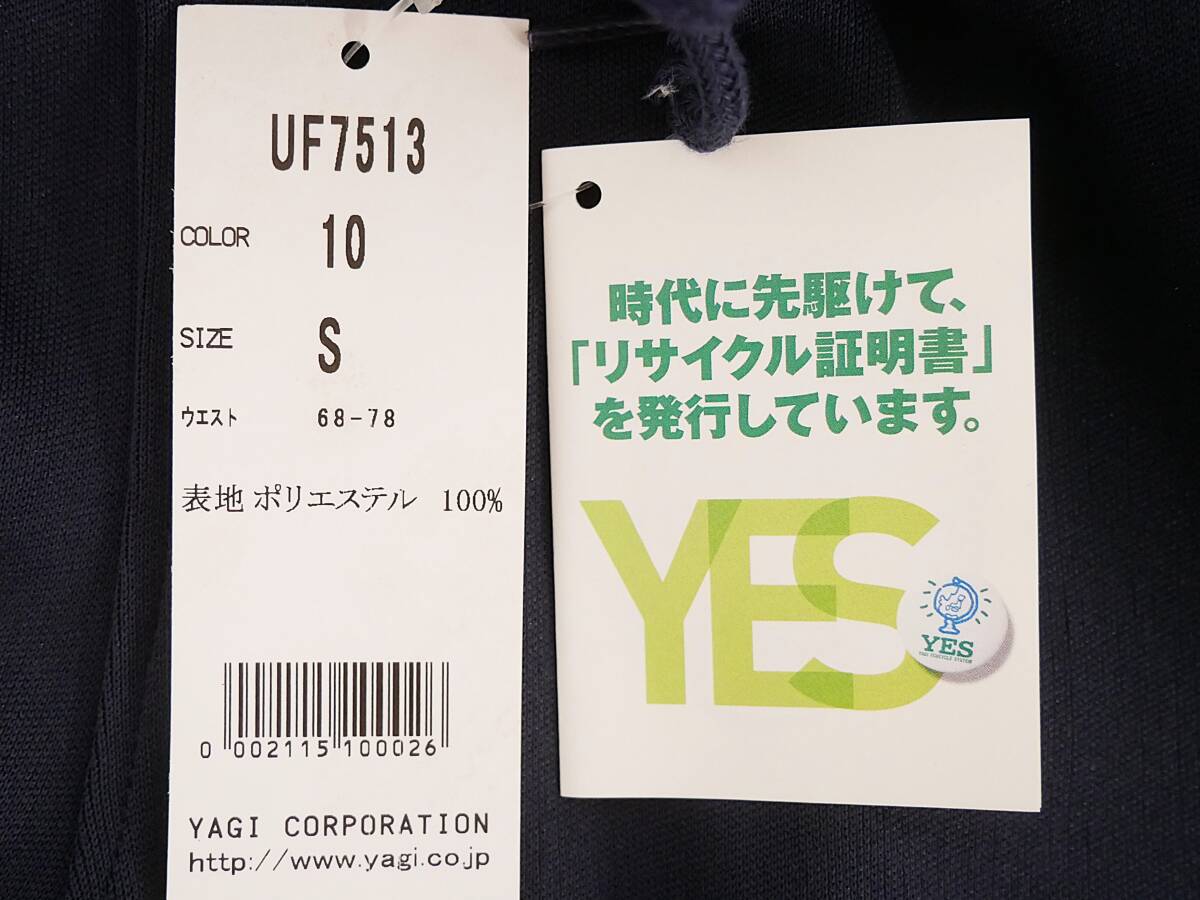 UF7513
COLOR 10
SIZE S
ウエスト 68-78
表地 ポリエステル 100%
0 002115 100026
YAGI CORPORATION
http://www.yagi.co.jp
時代に先駆けて、
「リサイクル証明書」
を発行しています。
YES
YES